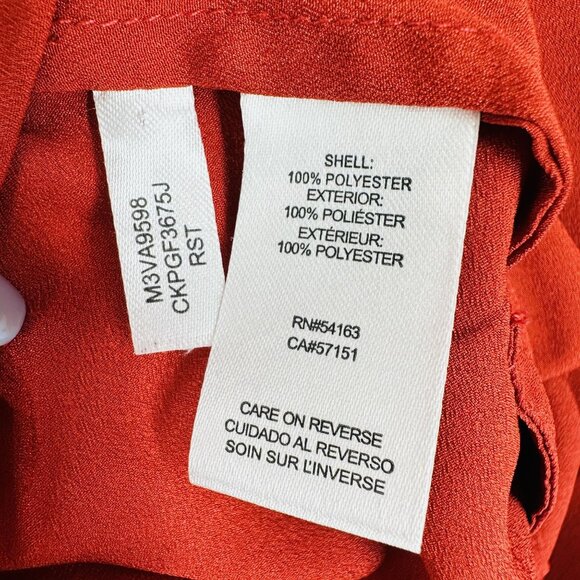 M3VA9598
CKPGF3675J
RST
SHELL:
100% POLYESTER
EXTERIOR:
100% POLIÉSTER
EXTÉRIEUR:
100% POLYESTER
RN#54163
CA#57151
CARE ON REVERSE
CUIDADO AL REVERSO
SOIN SUR L'INVERSE